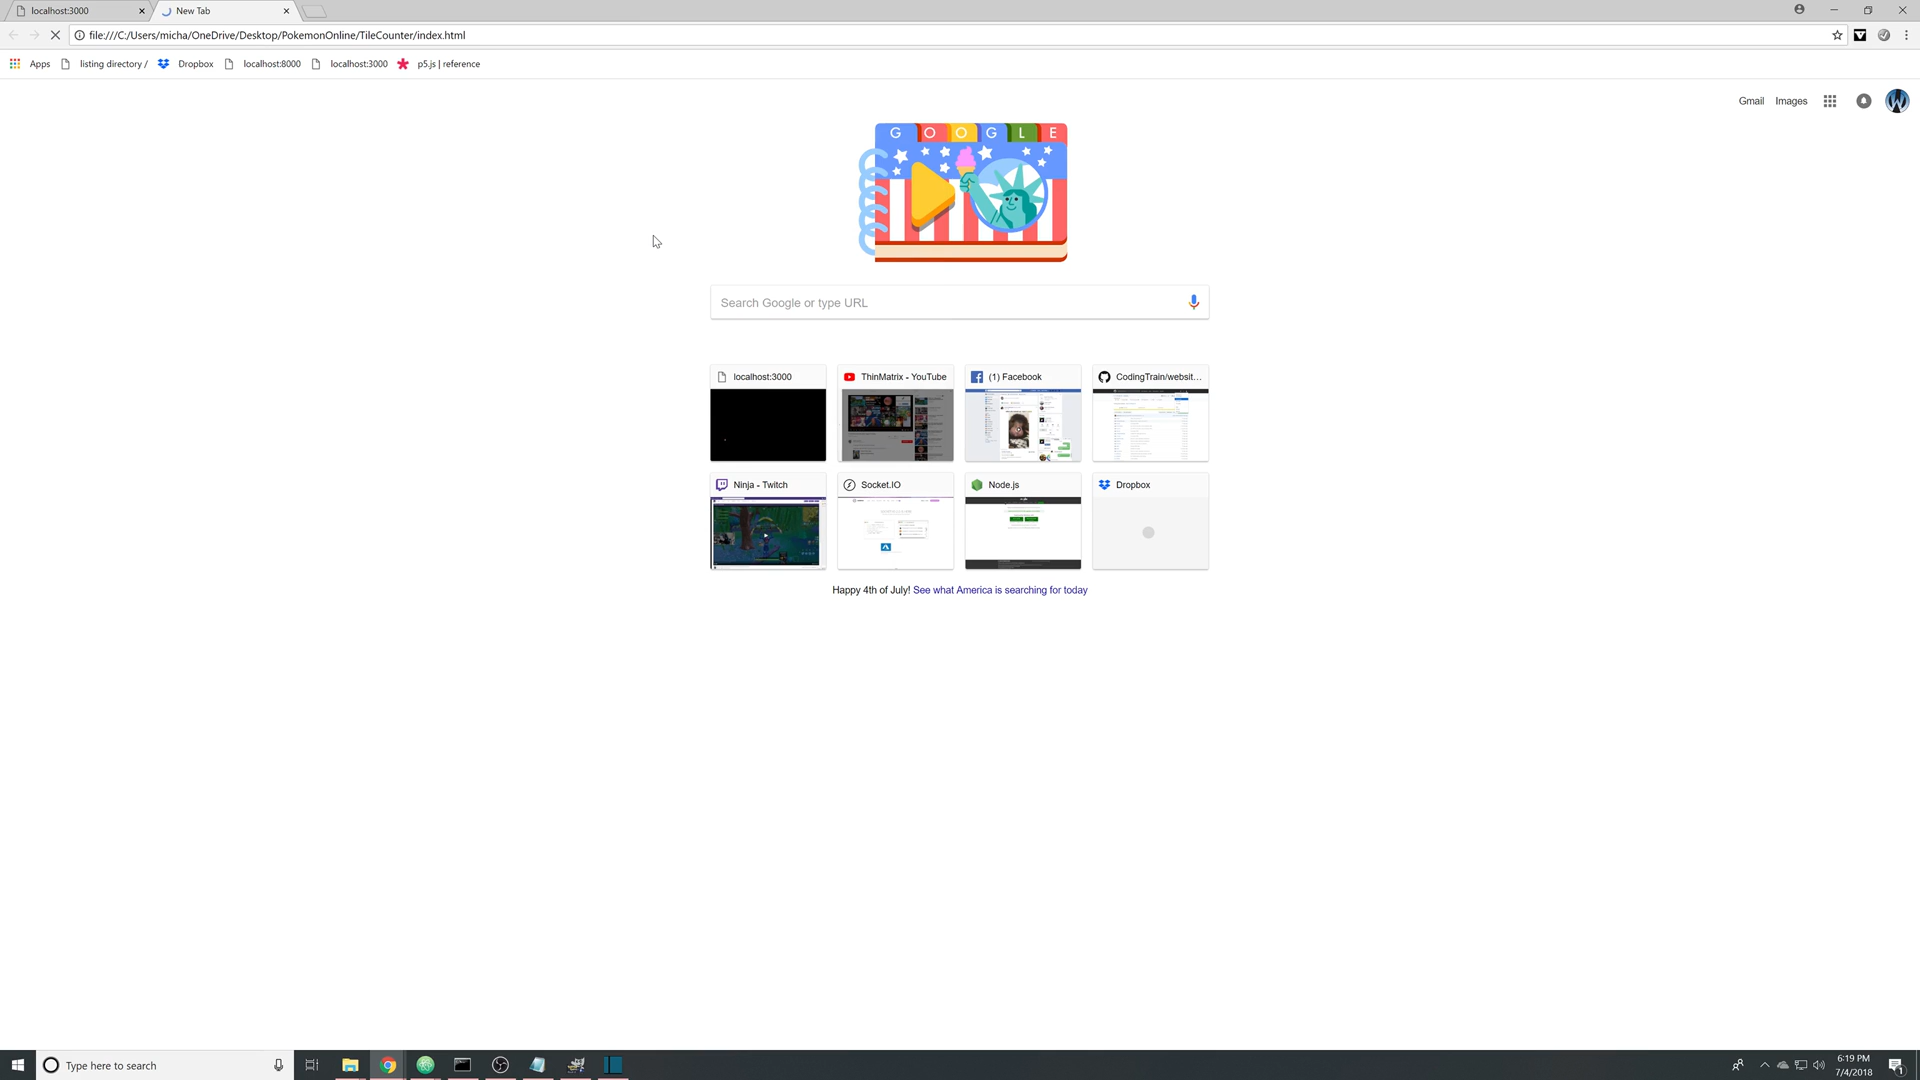 localhost:3000
New Tab
file:///C:/Users/micha/OneDrive/Desktop/PokemonOnline/TileCounter/index.html
Apps listing directory / Dropbox localhost:8000 localhost:3000 p5.js | reference
Gmail Images
G O O G L E
Search Google or type URL
localhost:3000 ThinMatrix - YouTube (1) Facebook CodingTrain/websit...
Ninja - Twitch Socket.IO Node.js Dropbox
Happy 4th of July! See what America is searching for today
Type here to search
6:19 PM
7/4/2018
1